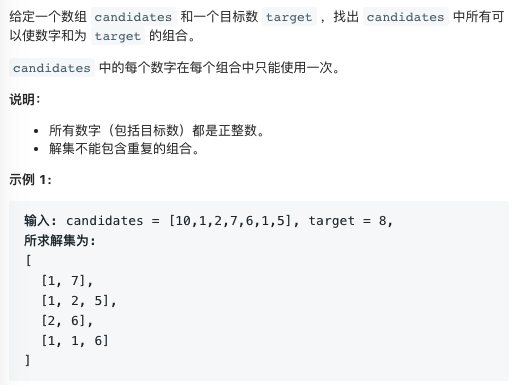 给定一个数组 candidates 和一个目标数 target ，找出 candidates 中所有可
以使数字和为 target 的组合。
candidates 中的每个数字在每个组合中只能使用一次。
说明：
• 所有数字（包括目标数）都是正整数。
• 解集不能包含重复的组合。
示例 1:
输入: candidates = [10,1,2,7,6,1,5], target = 8,
所求解集为:
[
[1, 7],
[1, 2, 5],
[2, 6],
[1, 1, 6]
]